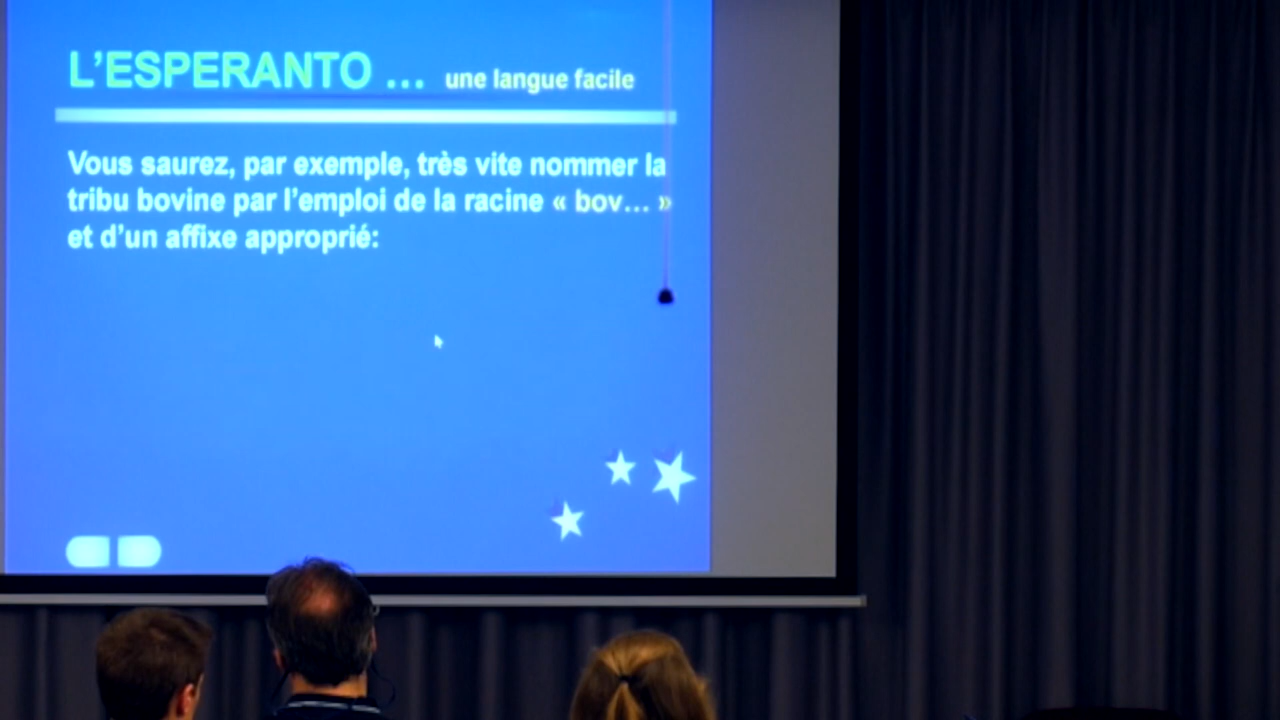 L’ESPERANTO ... une langue facile
Vous saurez, par exemple, très vite nommer la
tribu bovine par l’emploi de la racine « bov... »
et d’un affixe approprié: